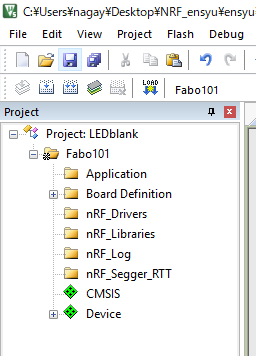 C:¥Users¥nagay¥Desktop¥NRF_ensyu¥ensyu
File Edit View Project Flash Debug
LOAD
Fabo101
Project
Project: LEDblank
Fabo101
Application
Board Definition
nRF_Drivers
nRF_Libraries
nRF_Log
nRF_Segger_RTT
CMSIS
Device